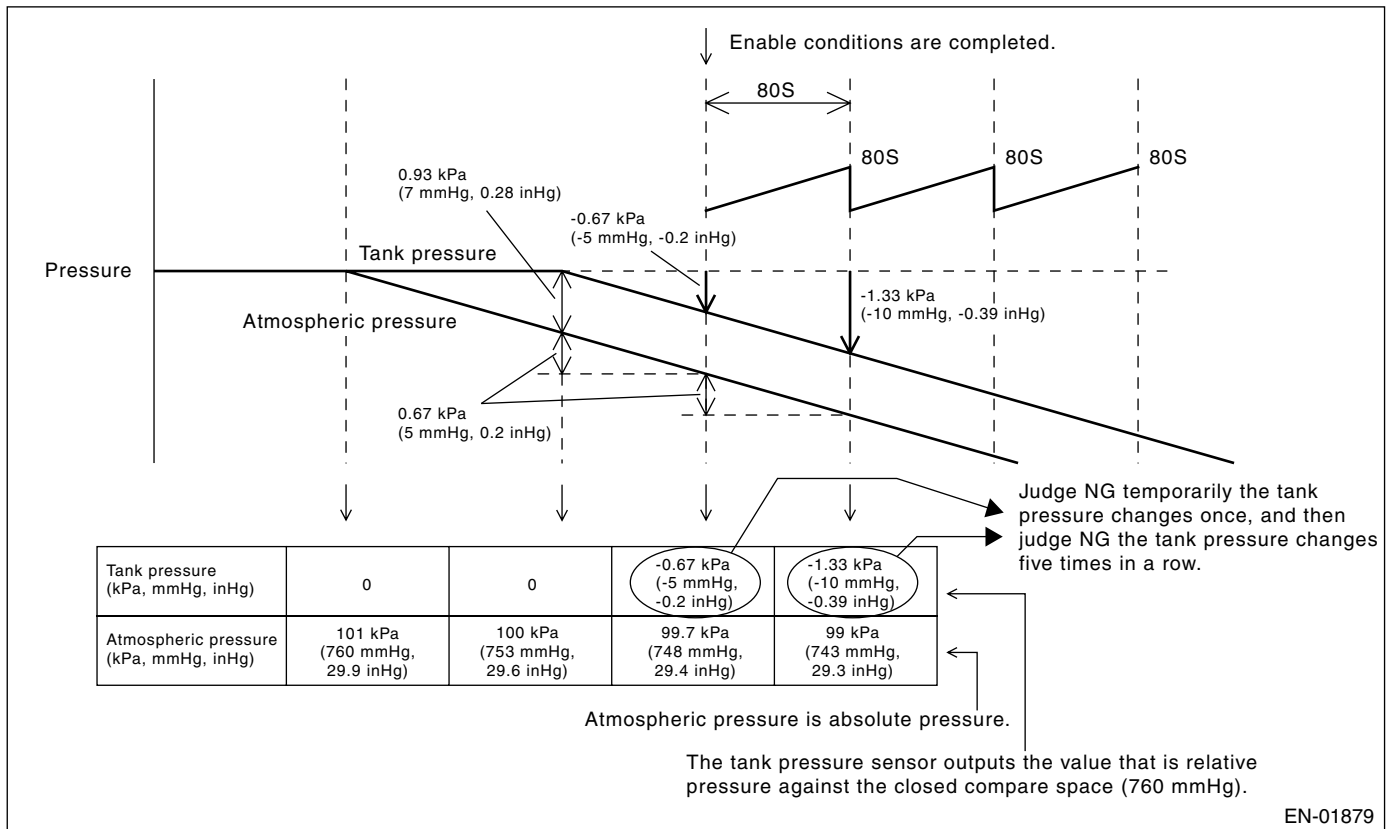 Enable conditions are completed.
80S
80S
80S
80S
0.93 kPa
(7 mmHg, 0.28 inHg)
-0.67 kPa
(-5 mmHg, -0.2 inHg)
Tank pressure
Pressure
-1.33 kPa
(-10 mmHg, -0.39 inHg)
Atmospheric pressure
0.67 kPa
(5 mmHg, 0.2 inHg)
Judge NG temporarily the tank
pressure changes once, and then
judge NG the tank pressure changes
five times in a row.
Tank pressure
(kPa, mmHg, inHg)
0
0
-0.67 kPa
(-5 mmHg,
-0.2 inHg)
-1.33 kPa
(-10 mmHg,
-0.39 inHg)
Atmospheric pressure
(kPa, mmHg, inHg)
101 kPa
(760 mmHg,
29.9 inHg)
100 kPa
(753 mmHg,
29.6 inHg)
99.7 kPa
(748 mmHg,
29.4 inHg)
99 kPa
(743 mmHg,
29.3 inHg)
Atmospheric pressure is absolute pressure.
The tank pressure sensor outputs the value that is relative
pressure against the closed compare space (760 mmHg).
EN-01879